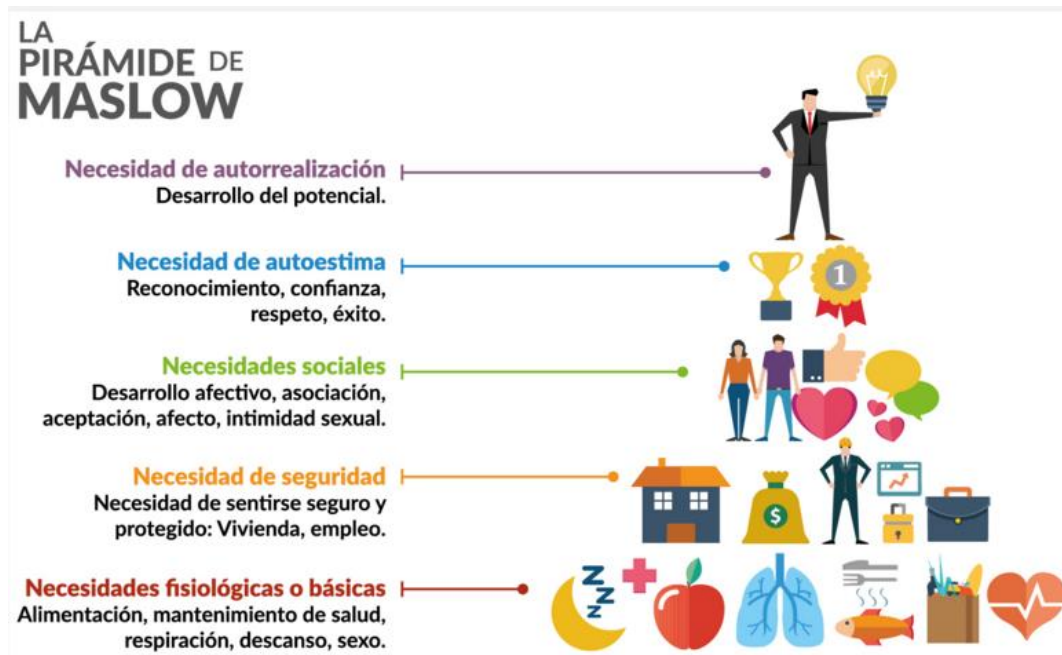 LA
PIRÁMIDE DE
MASLOW
Necesidad de autorrealización
Desarrollo del potencial.
Necesidad de autoestima
Reconocimiento, confianza,
respeto, éxito.
1
Necesidades sociales
Desarrollo afectivo, asociación,
aceptación, afecto, intimidad sexual.
Necesidad de seguridad
Necesidad de sentirse seguro y
protegido: Vivienda, empleo.
$
Necesidades fisiológicas o básicas
Alimentación, mantenimiento de salud,
respiración, descanso, sexo.
Z
Z
Z